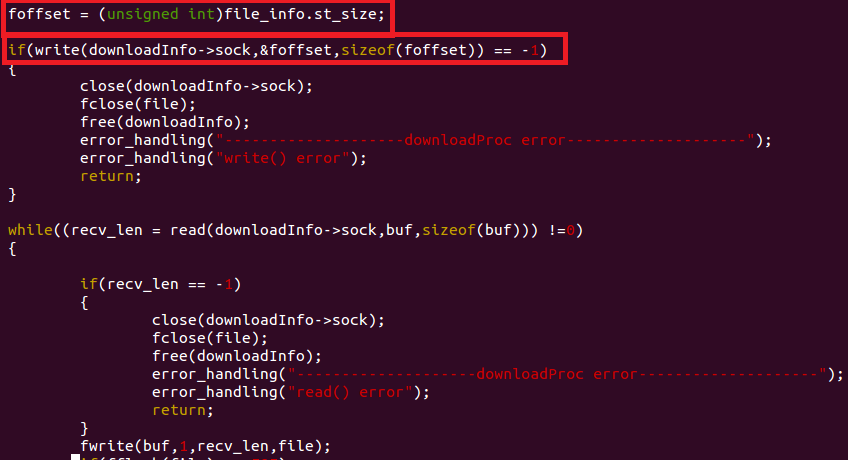 foffset = (unsigned int)file_info.st_size;
if(write(downloadInfo->sock,&foffset,sizeof(foffset)) == -1)
{
close(downloadInfo->sock);
fclose(file);
free(downloadInfo);
error_handling("--------------------downloadProc error--------------------");
error_handling("write() error");
return;
}
while((recv_len = read(downloadInfo->sock,buf,sizeof(buf))) !=0)
{
if(recv_len == -1)
{
close(downloadInfo->sock);
fclose(file);
free(downloadInfo);
error_handling("--------------------downloadProc error--------------------");
error_handling("read() error");
return;
}
fwrite(buf,1,recv_len,file);